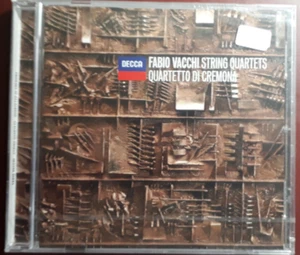 DECCA
FABIO VACCHI STRING QUARTETS
QUARTETTO DI CREMONA